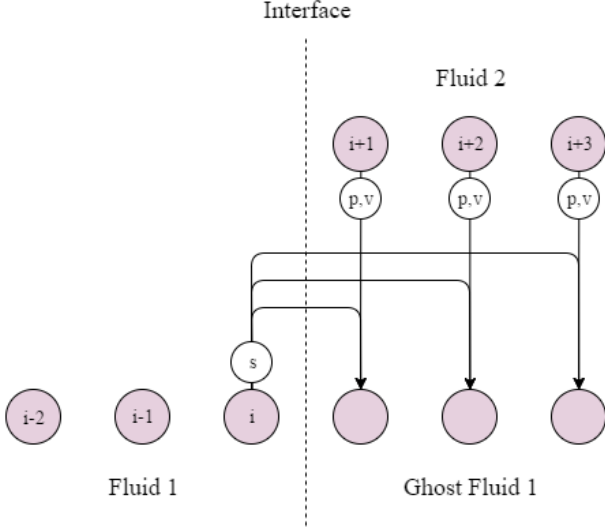 Interface
Fluid 2
i+1 i+2 i+3
p,v p,v p,v
s
i-2 i-1 i
Fluid 1 Ghost Fluid 1